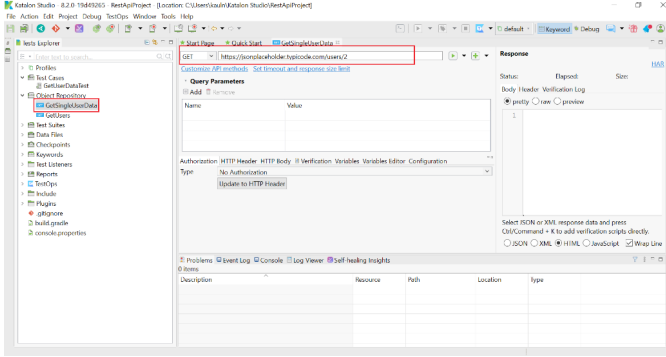 Katalon Studio - 8.2.0 - RestApiProject - [Location: C:\Users\kauln\Katalon Studio\RestApiProject]
File Edit Project Debug TestOps Action Window Tools Help
default Keyword Debug
Tests Explorer
Enter text to search...
Profiles
Test Cases
GetUserDataTest
Object Repository
GetSingleUserData
GetUsers
Test Suites
Data Files
Checkpoints
Keywords
Test Listeners
Reports
TestOps
Include
Plugins
.gitignore
build.gradle
console.properties
Start Page Quick Start GetSingleUserData
GET https://jsonplaceholder.typicode.com/users/2
Customize API methods Set timeout and response size limit
Query Parameters
Add Remove
Name Value
Authorization HTTP Header HTTP Body Verification Variables Variables Editor Configuration
Type No Authorization
Update to HTTP Header
Response
HAR
Status: Elapsed: Size:
Body Header Verification Log
pretty raw preview
1
Select JSON or XML response data and press
Ctrl/Command + K to add verification scripts directly.
JSON XML HTML JavaScript Wrap Line
Problems Event Log Console Log Viewer Self-healing Insights
0 items
Description Resource Path Location Type